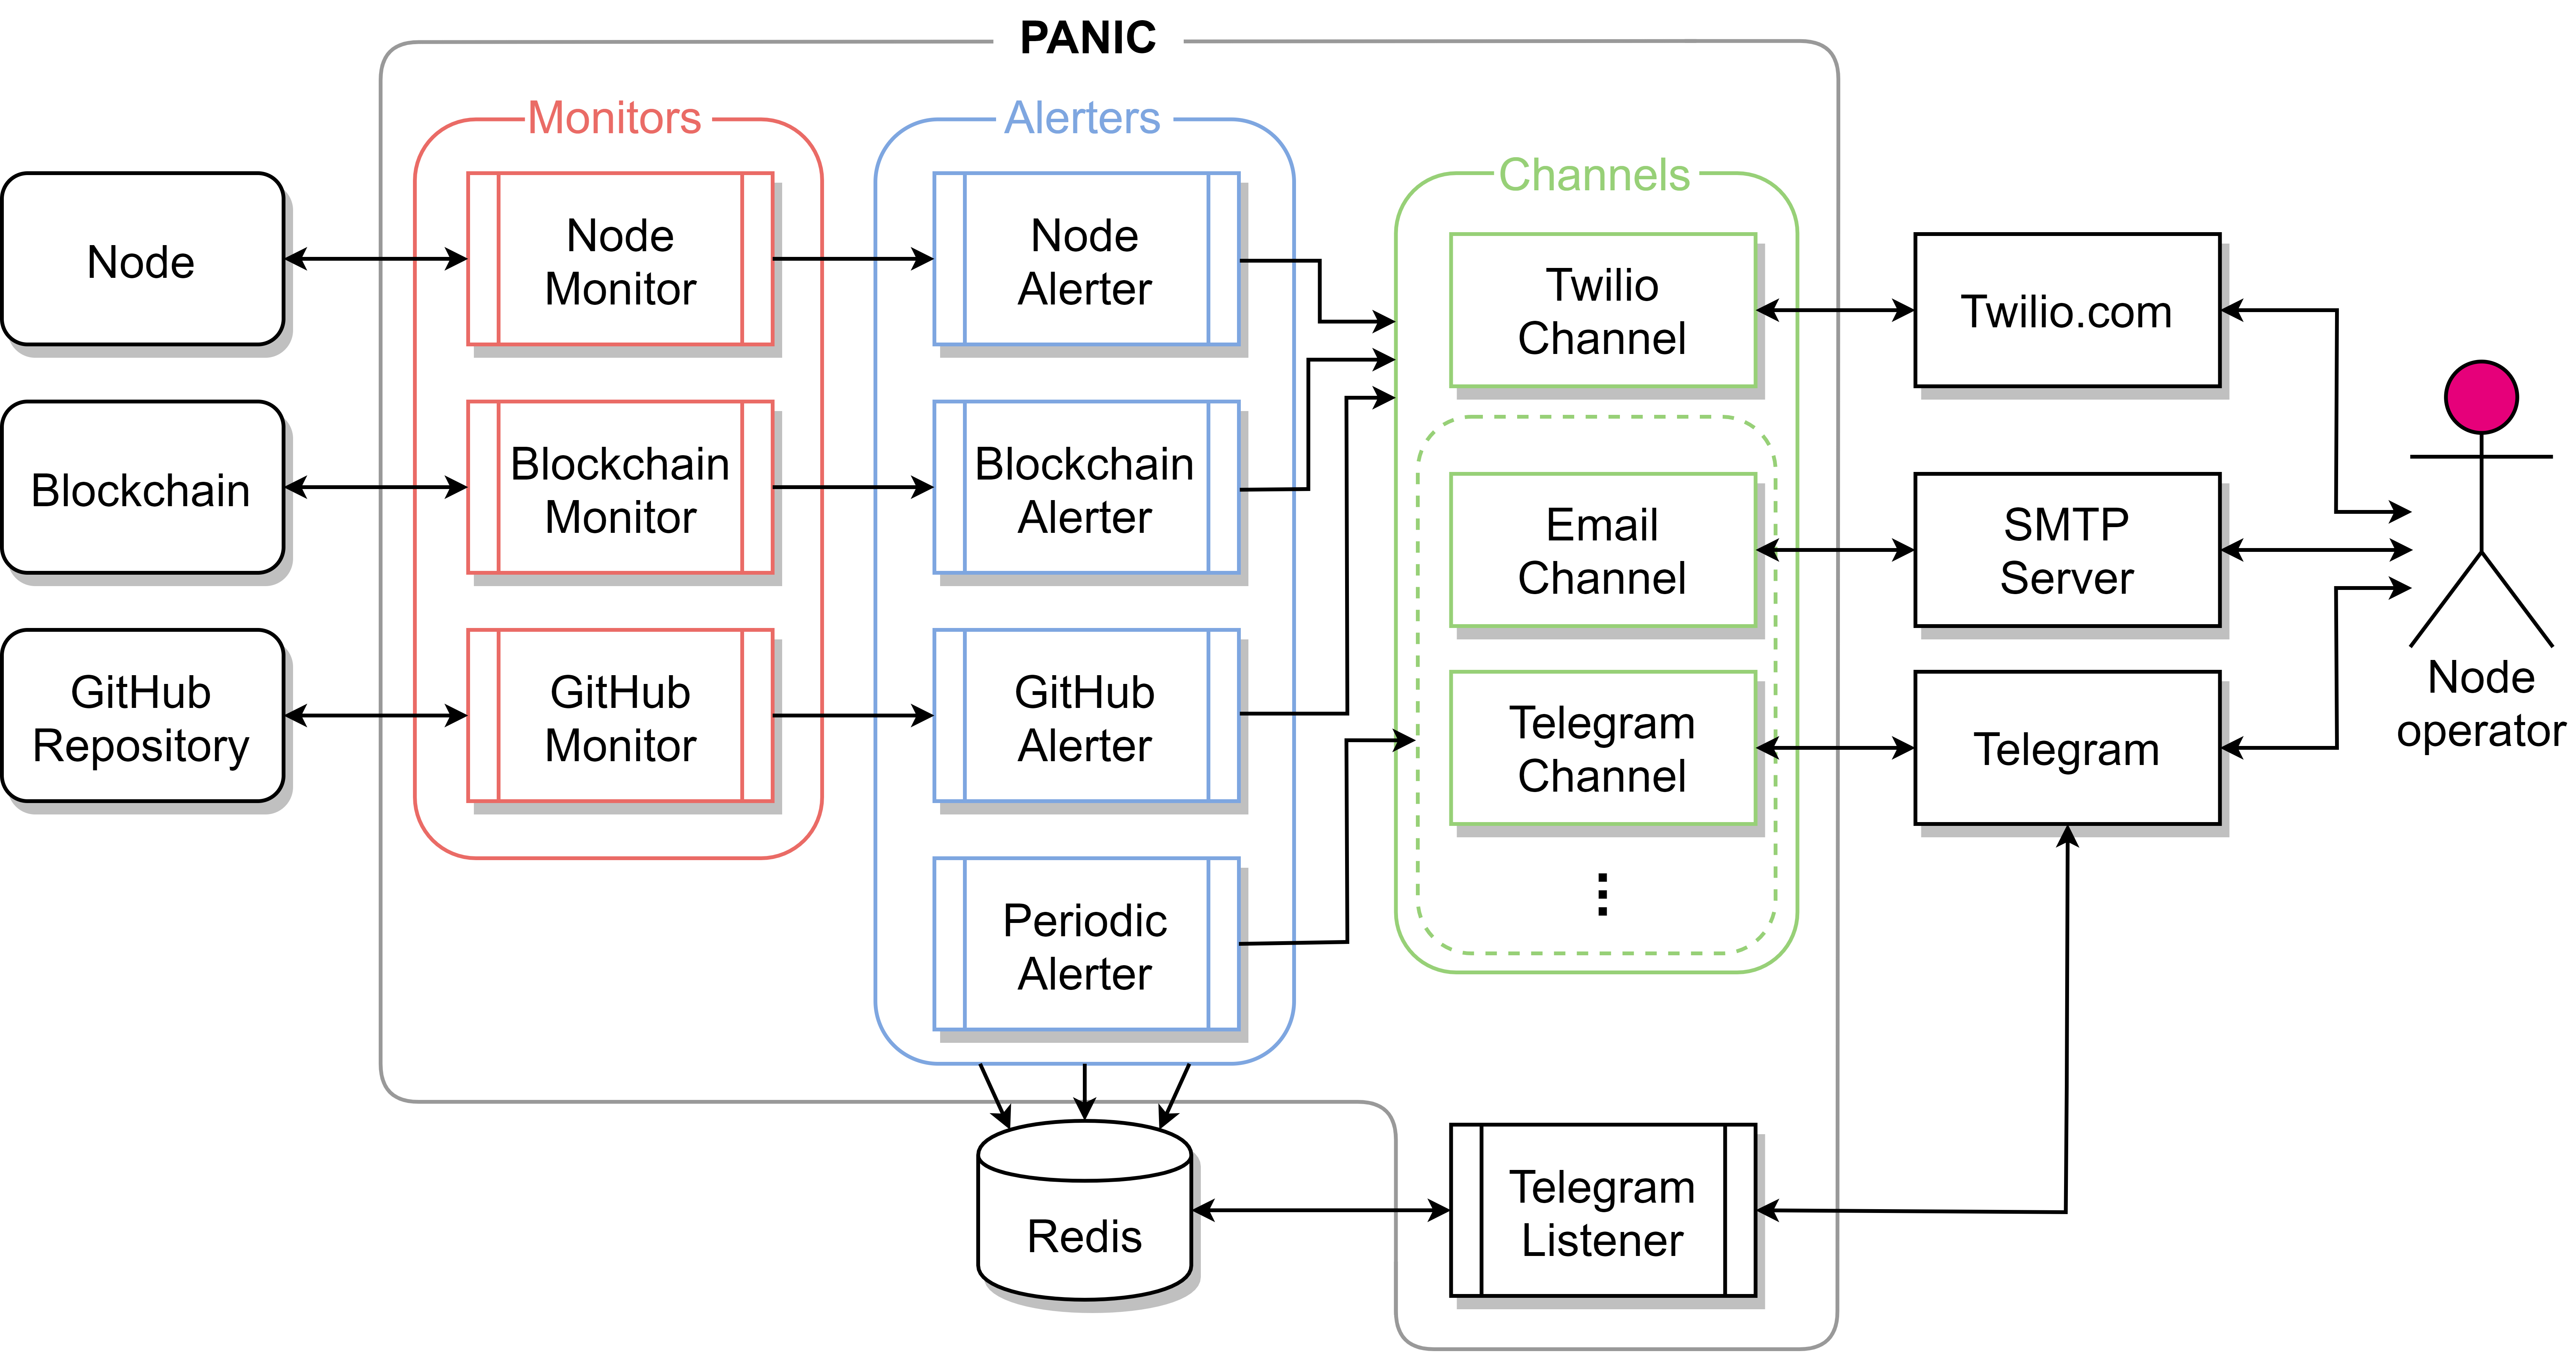 PANIC
Monitors
Alerters
Channels
Node
Node
Monitor
Node
Alerter
Twilio
Channel
Twilio.com
Blockchain
Blockchain
Monitor
Blockchain
Alerter
Email
Channel
SMTP
Server
GitHub
Repository
GitHub
Monitor
GitHub
Alerter
Telegram
Channel
Telegram
Node
operator
Periodic
Alerter
Redis
Telegram
Listener